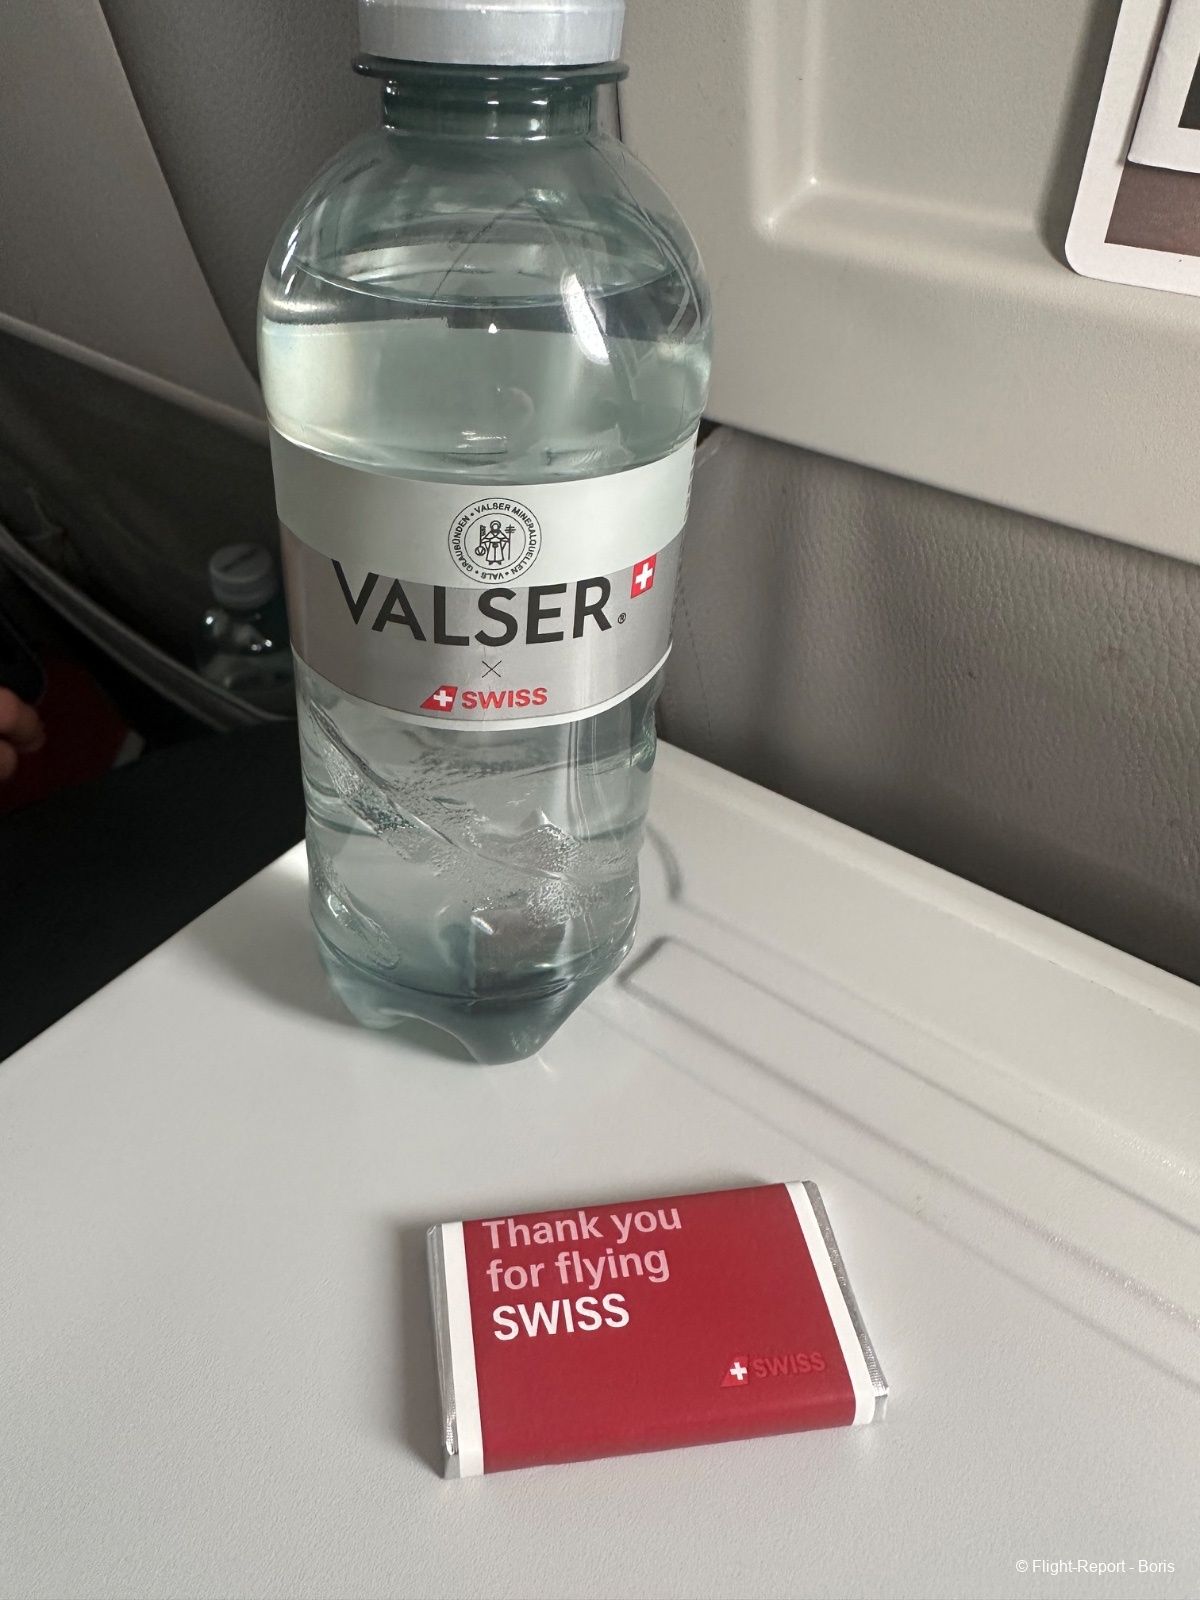 VALSER MINERALQUELLEN • VALS • GRAUBÜNDEN •
VALSER®
×
SWISS
Thank you
for flying
SWISS
SWISS
© Flight-Report - Boris